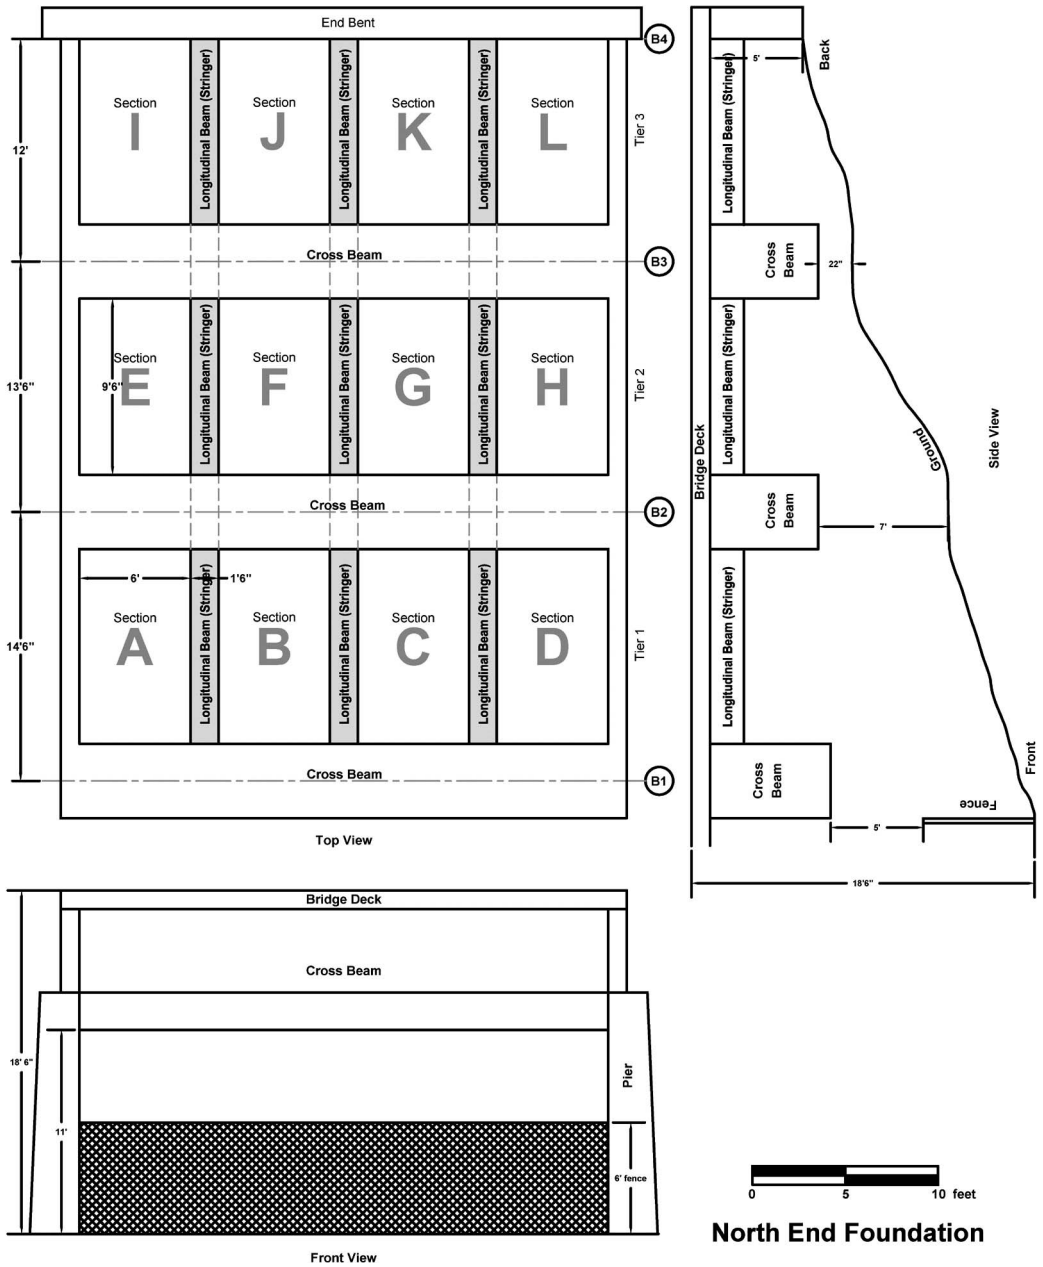 End Bent
B4
Section
I
Longitudinal Beam (Stringer)
Section
J
Longitudinal Beam (Stringer)
Section
K
Longitudinal Beam (Stringer)
Section
L
Tier 3
12'
Cross Beam
B3
Section
E
9'6"
Longitudinal Beam (Stringer)
Section
F
Longitudinal Beam (Stringer)
Section
G
Longitudinal Beam (Stringer)
Section
H
Tier 2
13'6"
Cross Beam
B2
6'
1'6"
Section
A
Longitudinal Beam (Stringer)
Section
B
Longitudinal Beam (Stringer)
Section
C
Longitudinal Beam (Stringer)
Section
D
Tier 1
14'6"
Cross Beam
B1
Top View
5'
Back
Longitudinal Beam (Stringer)
Cross
Beam
22"
Longitudinal Beam (Stringer)
Bridge Deck
Ground
Side View
Cross
Beam
7'
Longitudinal Beam (Stringer)
Cross
Beam
Front
Fence
5'
18'6"
Bridge Deck
Cross Beam
18' 6"
11'
Pier
6' fence
Front View
0 5 10 feet
North End Foundation